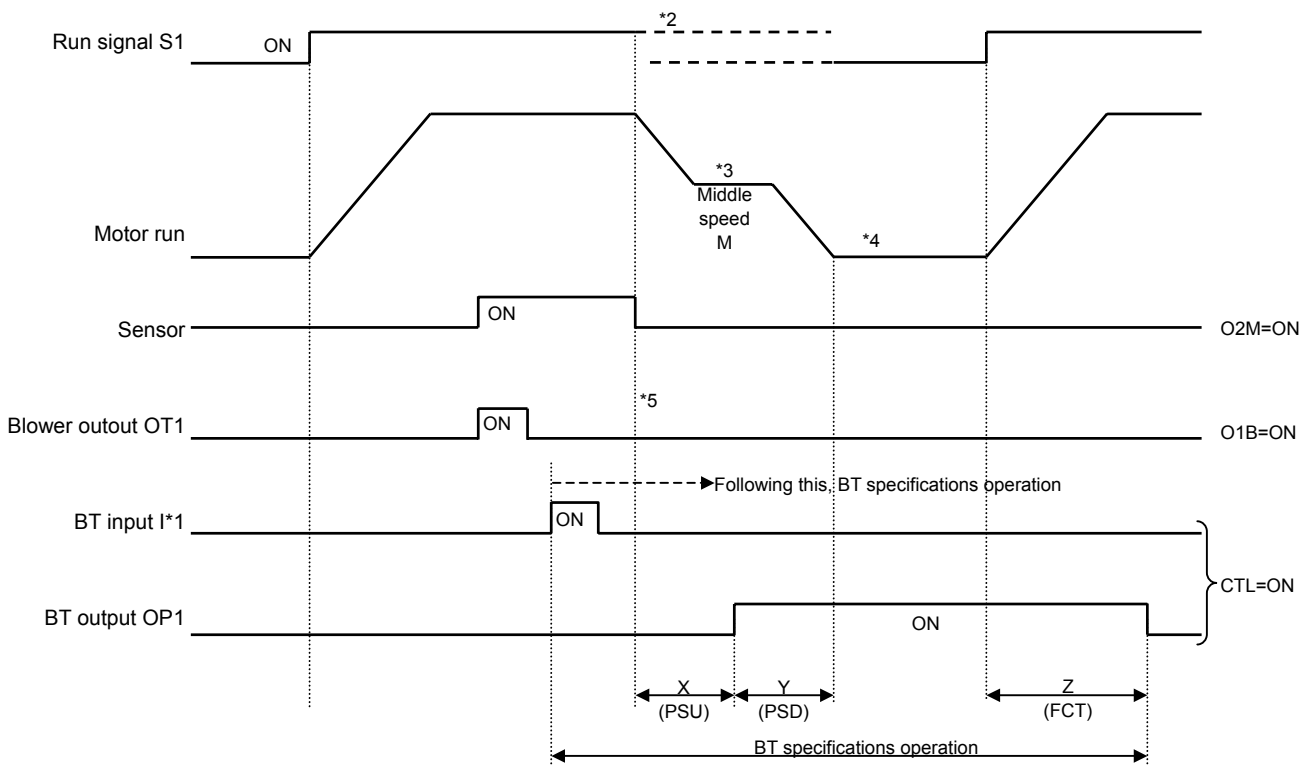 *2
Run signal S1
ON
*3
Middle
speed
M
Motor run
*4
ON
Sensor
O2M=ON
*5
ON
Blower outout OT1
O1B=ON
Following this, BT specifications operation
BT input I*1
ON
CTL=ON
BT output OP1
ON
X
(PSU)
Y
(PSD)
Z
(FCT)
BT specifications operation